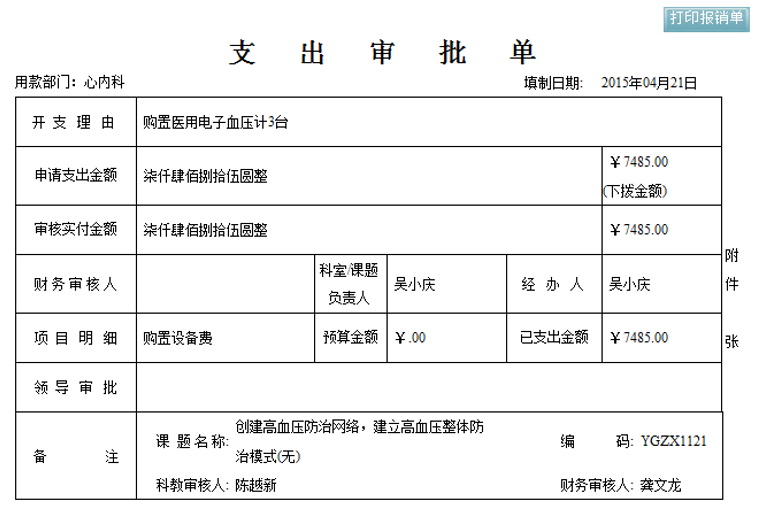 打印报销单
支 出 审 批 单
用款部门：心内科 填制日期: 2015年04月21日
开 支 理 由 购置医用电子血压计3台
申请支出金额 柒仟肆佰捌拾伍圆整 ￥7485.00
(下拨金额)
审核实付金额 柒仟肆佰捌拾伍圆整 ￥7485.00
财务审核人 科室/课题
负责人 吴小庆 经 办 人 吴小庆
项 目 明 细 购置设备费 预算金额 ￥.00 已支出金额 ￥7485.00
领 导 审 批
备 注 课 题 名 称: 创建高血压防治网络，建立高血压整体防
治模式(无) 编 码: YGZX1121
科教审核人: 陈越新 财务审核人: 龚文龙
附
件
张